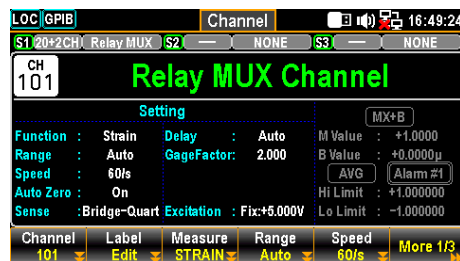 LOC GPIB Channel 16:49:24
S1 20+2CH Relay MUX S2 — NONE S3 — NONE
CH 101 Relay MUX Channel
Setting MX+B
Function : Strain Delay : Auto M Value : +1.0000
Range : Auto GageFactor: 2.000 B Value : +0.0000µ
Speed : 60/s AVG Alarm #1
Auto Zero : On Hi Limit : +1.000000
Sense :Bridge-Quart Excitation : Fix:+5.000V Lo Limit : -1.000000
Channel Label Measure Range Speed More 1/3
101 Edit STRAIN Auto 60/s